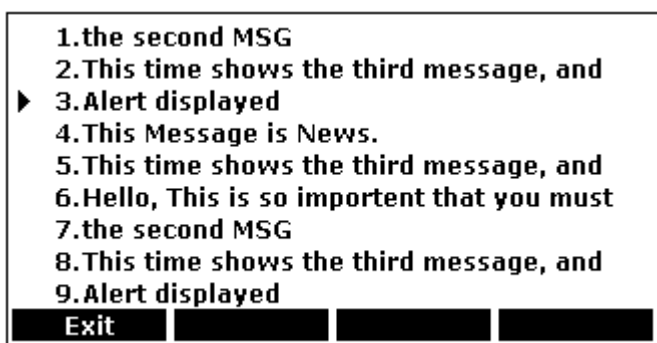 1.the second MSG
2.This time shows the third message, and
3.Alert displayed
4.This Message is News.
5.This time shows the third message, and
6.Hello, This is so importent that you must
7.the second MSG
8.This time shows the third message, and
9.Alert displayed
Exit